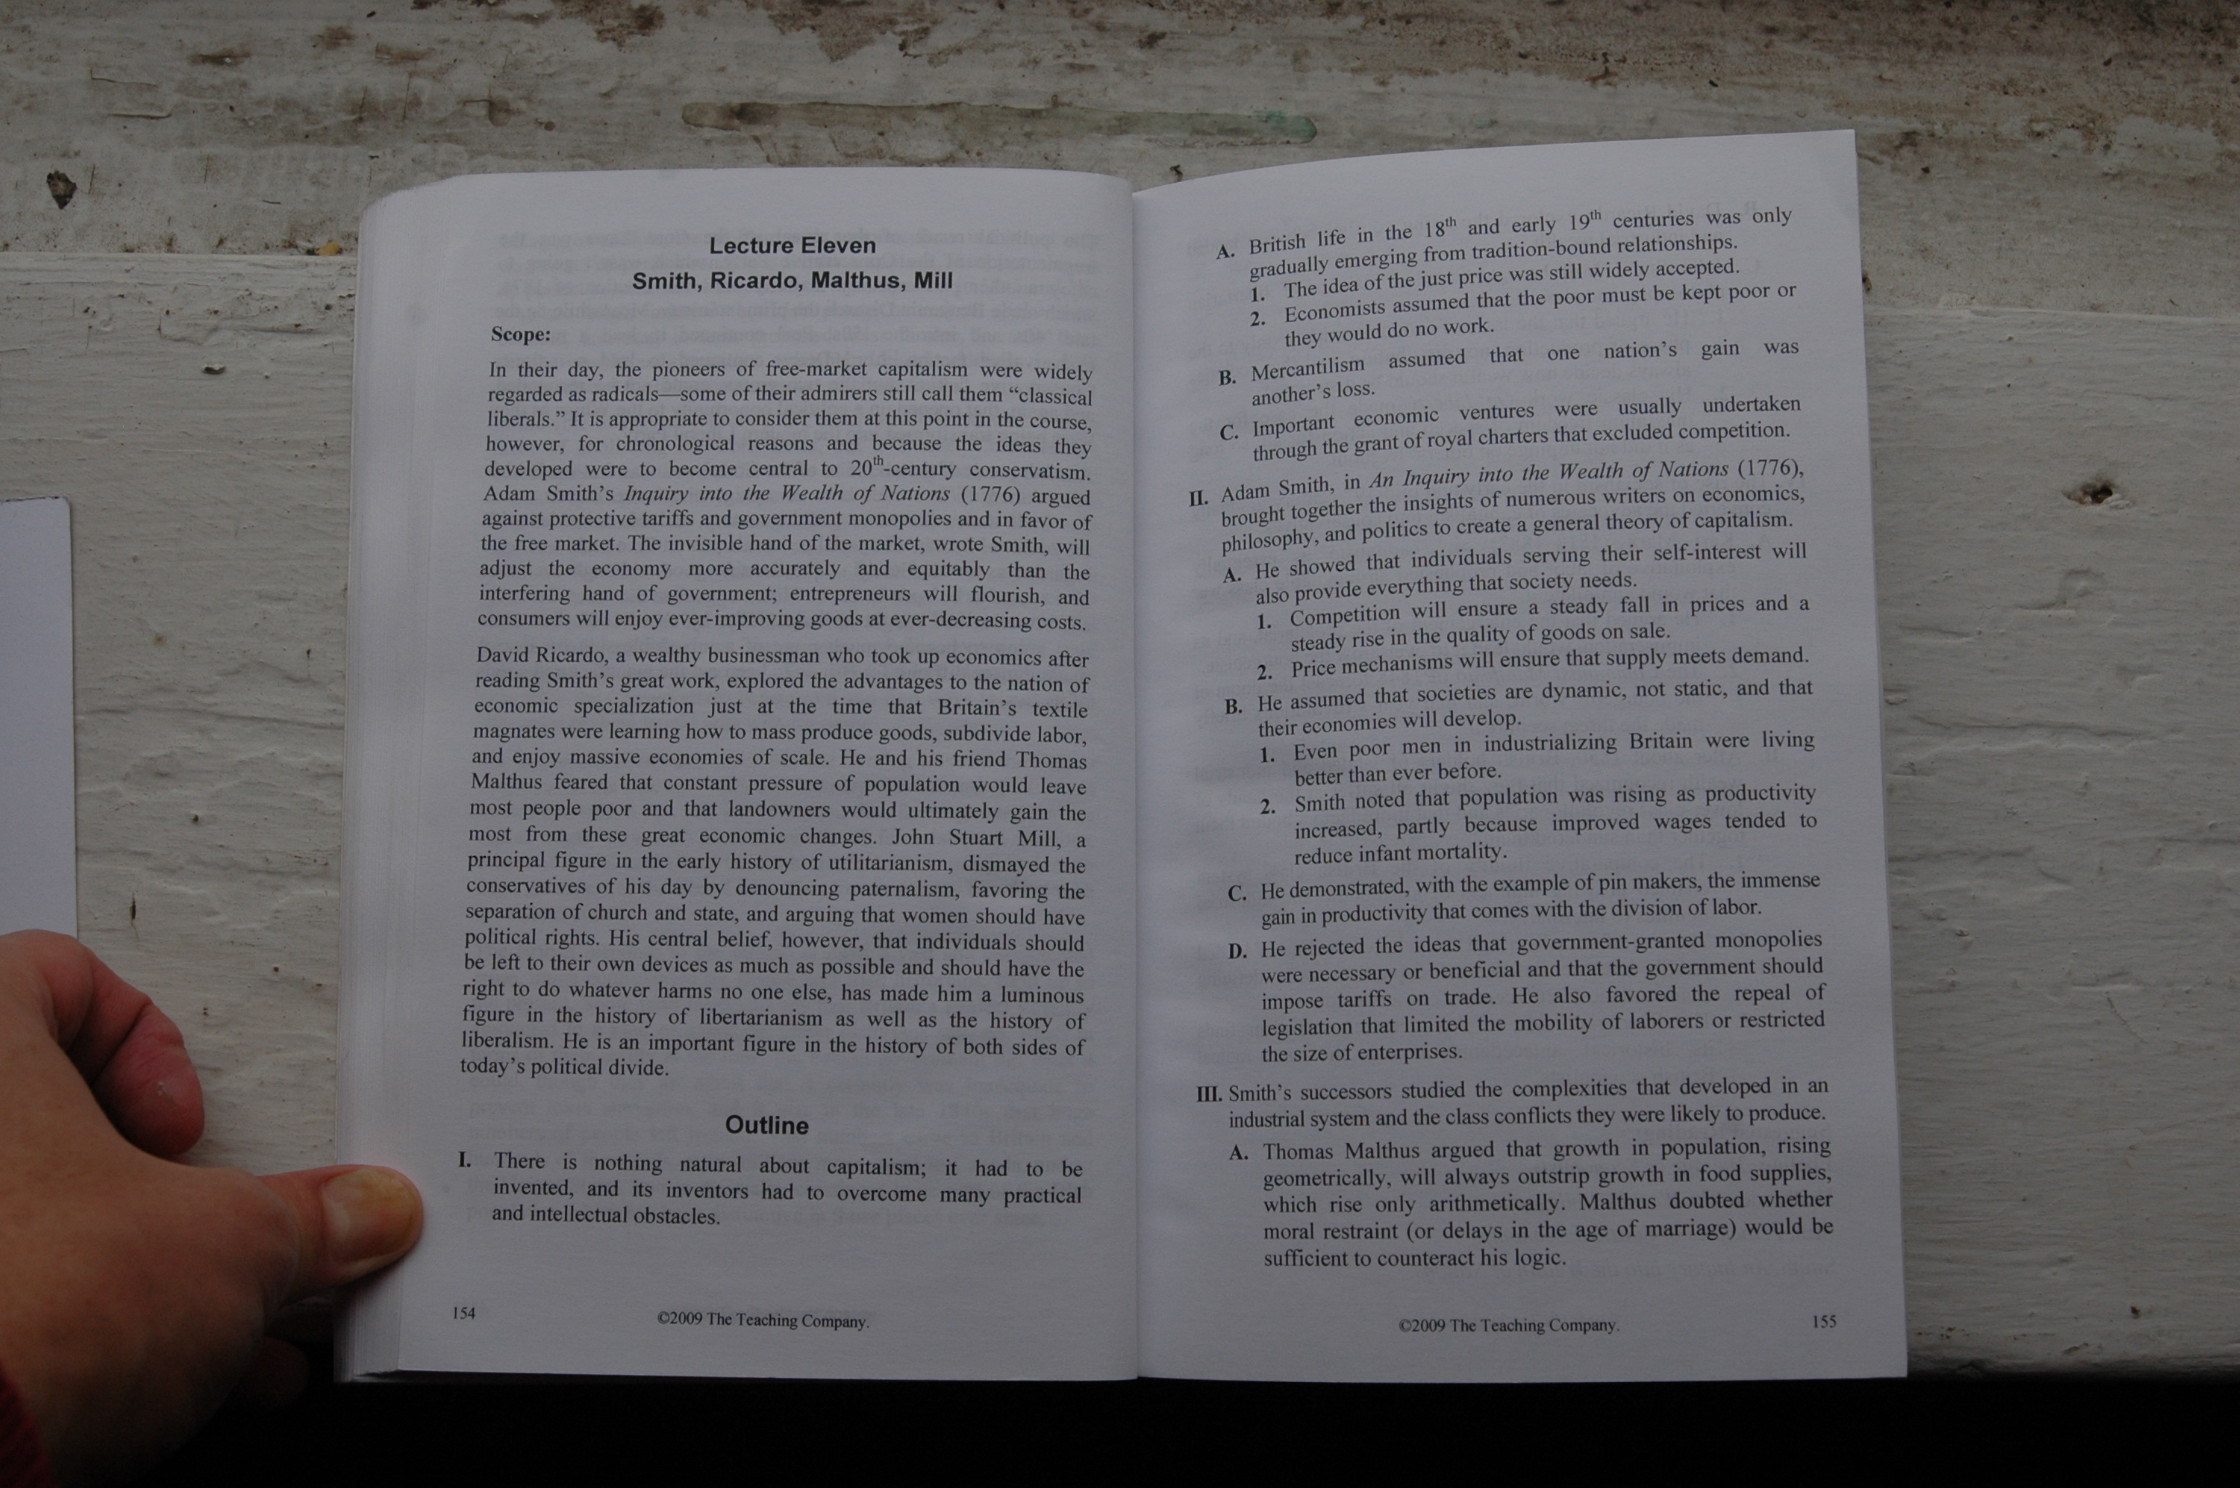 Lecture Eleven
Smith, Ricardo, Malthus, Mill
Scope:
In their day, the pioneers of free-market capitalism were widely
regarded as radicals—some of their admirers still call them “classical
liberals.” It is appropriate to consider them at this point in the course,
however, for chronological reasons and because the ideas they
developed were to become central to 20th-century conservatism.
Adam Smith’s Inquiry into the Wealth of Nations (1776) argued
against protective tariffs and government monopolies and in favor of
the free market. The invisible hand of the market, wrote Smith, will
adjust the economy more accurately and equitably than the
interfering hand of government; entrepreneurs will flourish, and
consumers will enjoy ever-improving goods at ever-decreasing costs.
David Ricardo, a wealthy businessman who took up economics after
reading Smith’s great work, explored the advantages to the nation of
economic specialization just at the time that Britain’s textile
magnates were learning how to mass produce goods, subdivide labor,
and enjoy massive economies of scale. He and his friend Thomas
Malthus feared that constant pressure of population would leave
most people poor and that landowners would ultimately gain the
most from these great economic changes. John Stuart Mill, a
principal figure in the early history of utilitarianism, dismayed the
conservatives of his day by denouncing paternalism, favoring the
separation of church and state, and arguing that women should have
political rights. His central belief, however, that individuals should
be left to their own devices as much as possible and should have the
right to do whatever harms no one else, has made him a luminous
figure in the history of libertarianism as well as the history of
liberalism. He is an important figure in the history of both sides of
today’s political divide.
Outline
I. There is nothing natural about capitalism; it had to be
invented, and its inventors had to overcome many practical
and intellectual obstacles.
154
©2009 The Teaching Company.
A. British life in the 18th and early 19th centuries was only
gradually emerging from tradition-bound relationships.
1. The idea of the just price was still widely accepted.
2. Economists assumed that the poor must be kept poor or
they would do no work.
B. Mercantilism assumed that one nation’s gain was
another’s loss.
C. Important economic ventures were usually undertaken
through the grant of royal charters that excluded competition.
II. Adam Smith, in An Inquiry into the Wealth of Nations (1776),
brought together the insights of numerous writers on economics,
philosophy, and politics to create a general theory of capitalism.
A. He showed that individuals serving their self-interest will
also provide everything that society needs.
1. Competition will ensure a steady fall in prices and a
steady rise in the quality of goods on sale.
2. Price mechanisms will ensure that supply meets demand.
B. He assumed that societies are dynamic, not static, and that
their economies will develop.
1. Even poor men in industrializing Britain were living
better than ever before.
2. Smith noted that population was rising as productivity
increased, partly because improved wages tended to
reduce infant mortality.
C. He demonstrated, with the example of pin makers, the immense
gain in productivity that comes with the division of labor.
D. He rejected the ideas that government-granted monopolies
were necessary or beneficial and that the government should
impose tariffs on trade. He also favored the repeal of
legislation that limited the mobility of laborers or restricted
the size of enterprises.
III. Smith’s successors studied the complexities that developed in an
industrial system and the class conflicts they were likely to produce.
A. Thomas Malthus argued that growth in population, rising
geometrically, will always outstrip growth in food supplies,
which rise only arithmetically. Malthus doubted whether
moral restraint (or delays in the age of marriage) would be
sufficient to counteract his logic.
©2009 The Teaching Company.
155